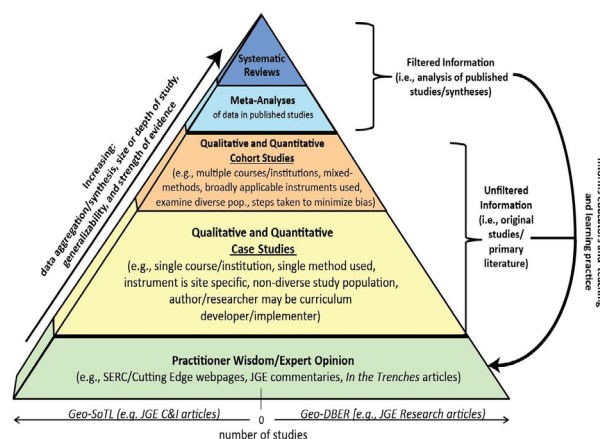 Systematic
Reviews
Meta-Analyses
of data in published studies
Qualitative and Quantitative
Cohort Studies
(e.g., multiple courses/institutions, mixed-
methods, broadly applicable instruments used,
examine diverse pop., steps taken to minimize bias)
Qualitative and Quantitative
Case Studies
(e.g., single course/institution, single method used,
instrument is site specific, non-diverse study population,
author/researcher may be curriculum
developer/implementer)
Practitioner Wisdom/Expert Opinion
(e.g., SERC/Cutting Edge webpages, JGE commentaries, In the Trenches articles)
Increasing:
data aggregation/synthesis, size or depth of study,
generalizability, and strength of evidence
Filtered Information
(i.e., analysis of published
studies/syntheses)
Unfiltered
Information
(i.e., original
studies/
primary
literature)
and learning practice
Geo-SoTL (e.g. JGE C&I articles)
0
Geo-DBER [e.g., JGE Research articles)
number of studies